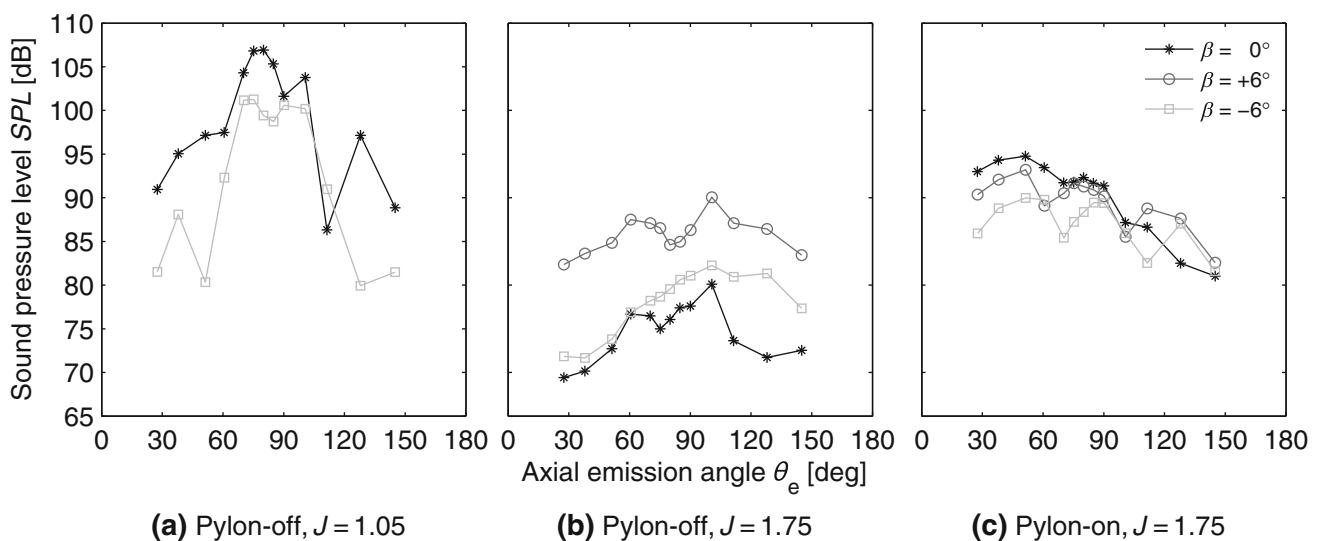 Sound pressure level SPL [dB]
110
105
100
95
90
85
80
75
70
65
0 30 60 90 120 150 180
0 30 60 90 120 150 180
0 30 60 90 120 150 180
β = 0°
β = +6°
β = −6°
Axial emission angle θe [deg]
(a) Pylon-off, J = 1.05
(b) Pylon-off, J = 1.75
(c) Pylon-on, J = 1.75